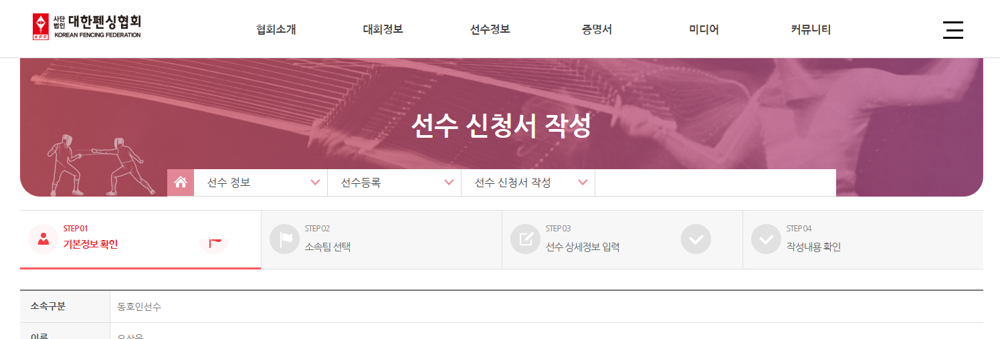 사단법인 대한펜싱협회
KFF KOREAN FENCING FEDERATION
협회소개 대회정보 선수정보 증명서 미디어 커뮤니티
선수 신청서 작성
선수 정보 선수등록 선수 신청서 작성
STEP 01 STEP 02 STEP 03 STEP 04
기본정보 확인 소속팀 선택 선수 상세정보 입력 작성내용 확인
소속구분 동호인선수
이름